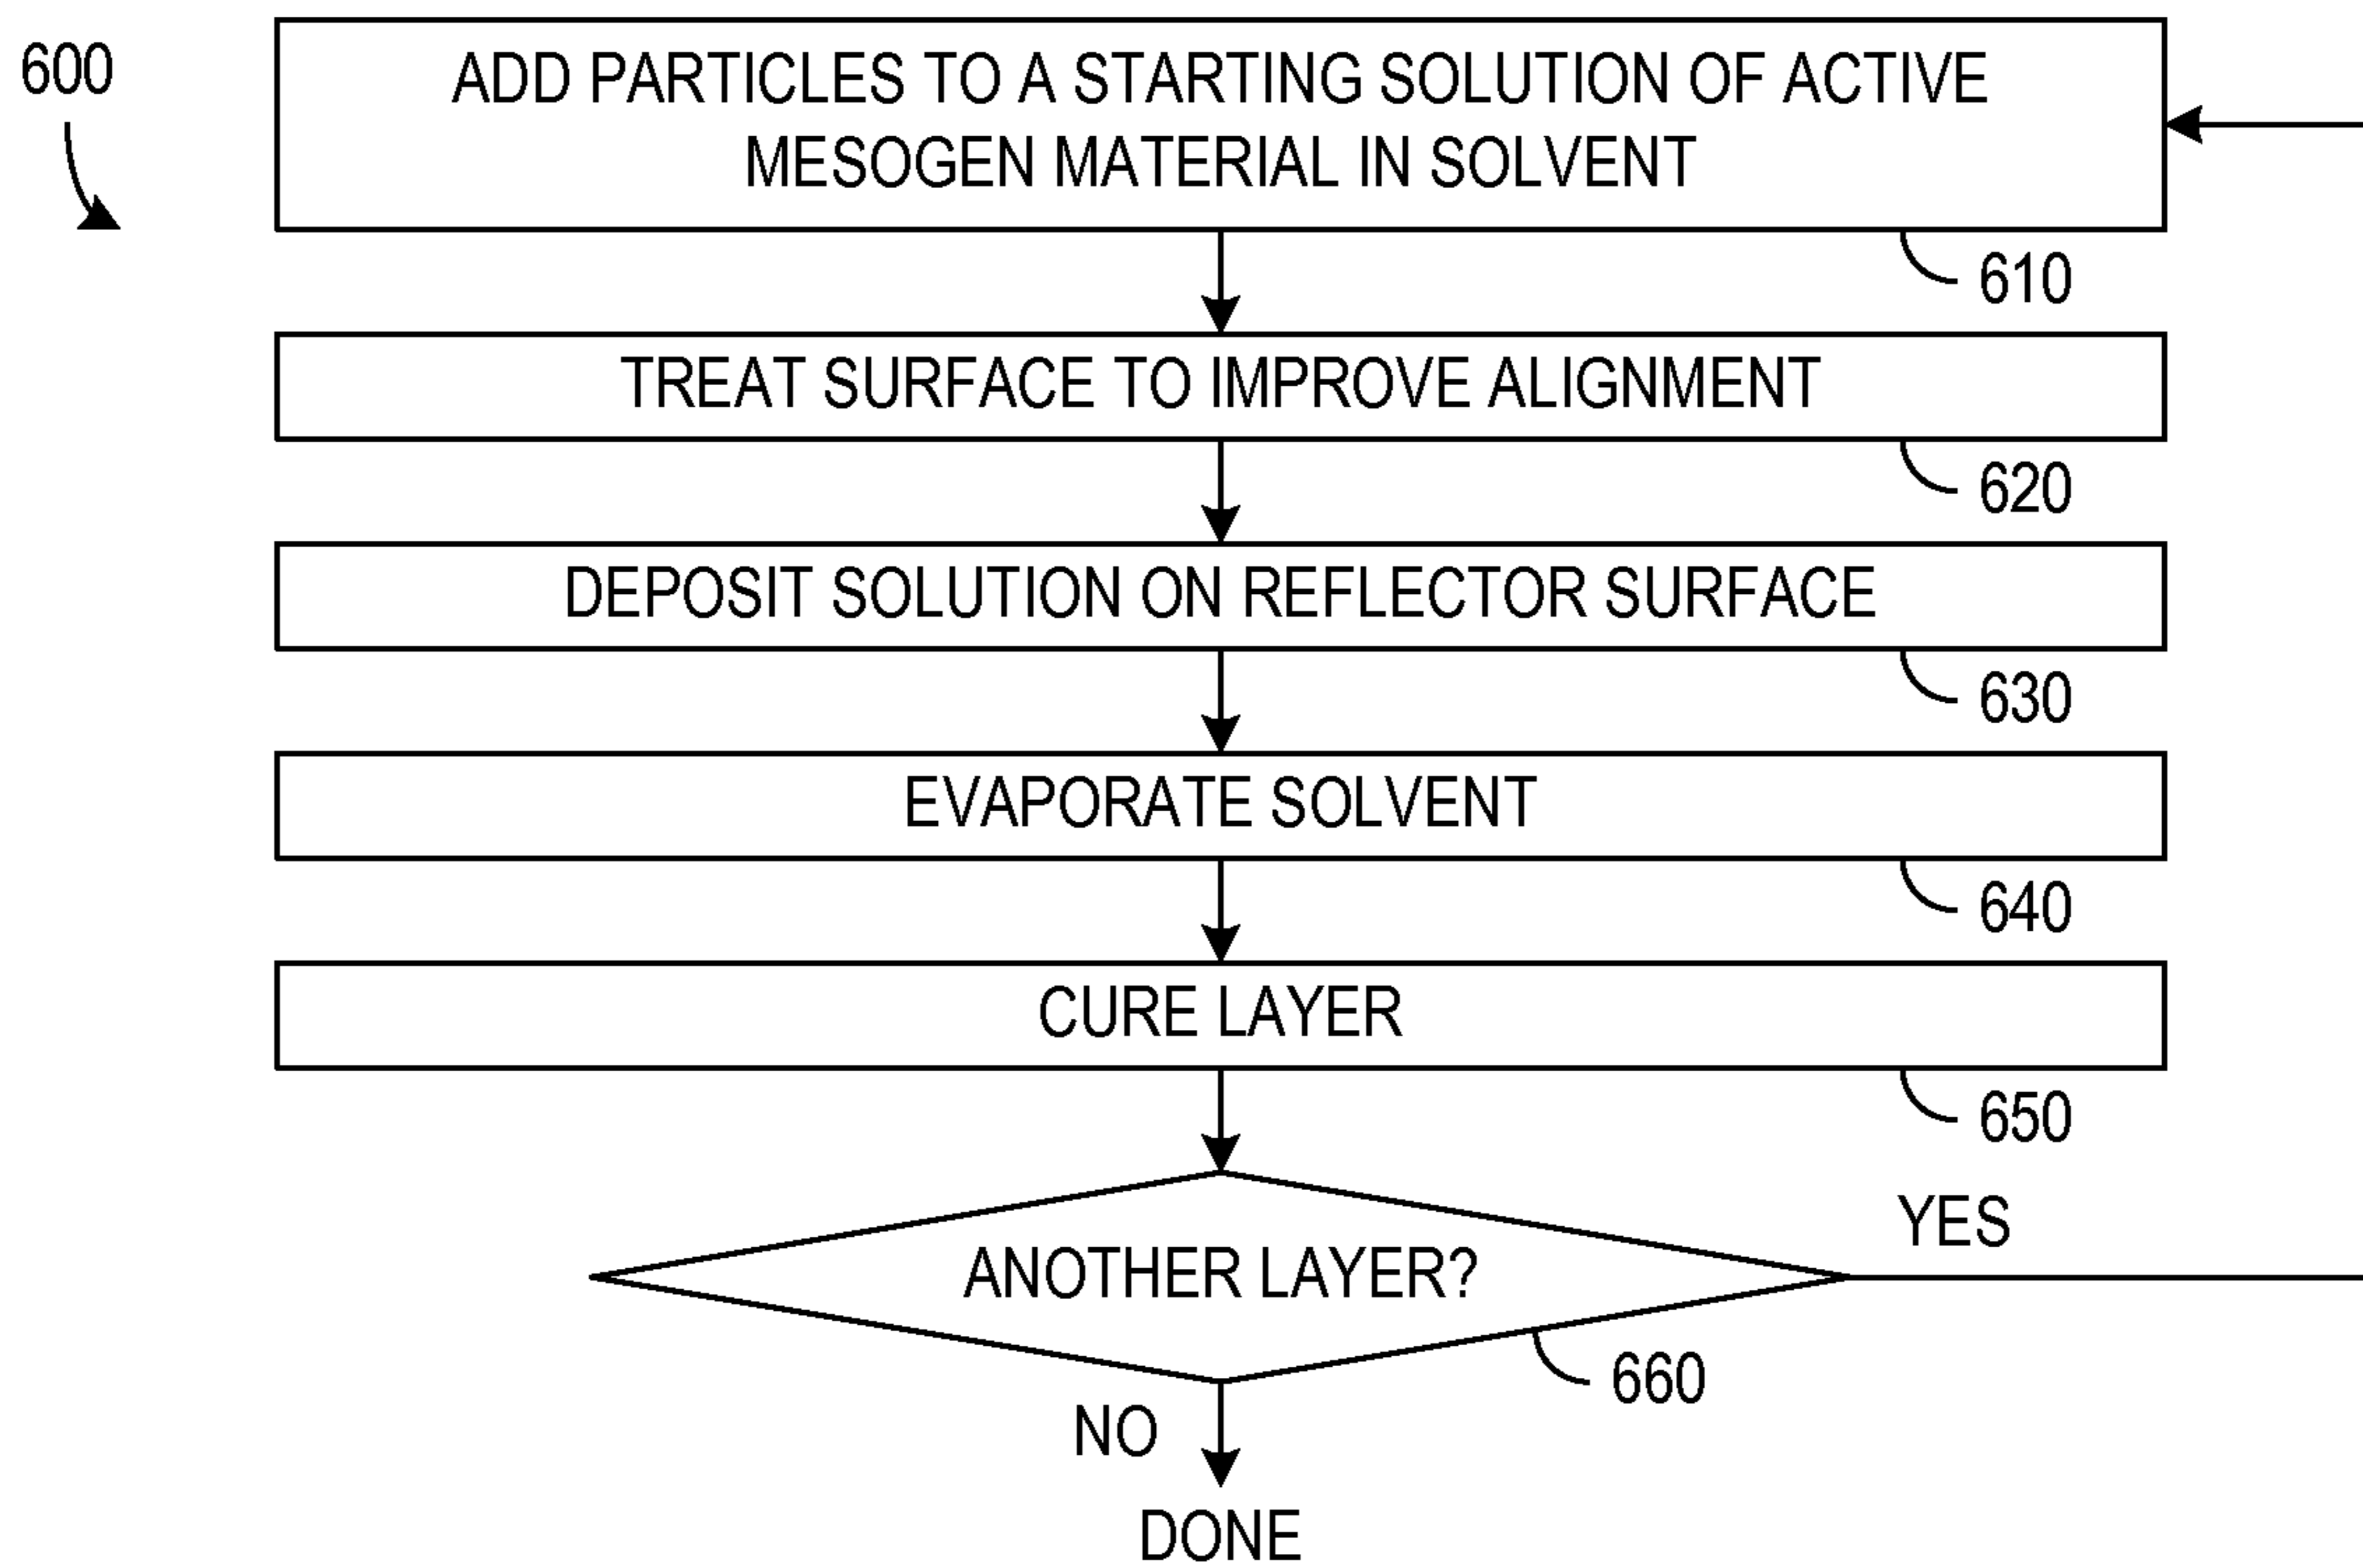 600
ADD PARTICLES TO A STARTING SOLUTION OF ACTIVE
MESOGEN MATERIAL IN SOLVENT
610
TREAT SURFACE TO IMPROVE ALIGNMENT
620
DEPOSIT SOLUTION ON REFLECTOR SURFACE
630
EVAPORATE SOLVENT
640
CURE LAYER
650
YES
ANOTHER LAYER?
660
NO
DONE